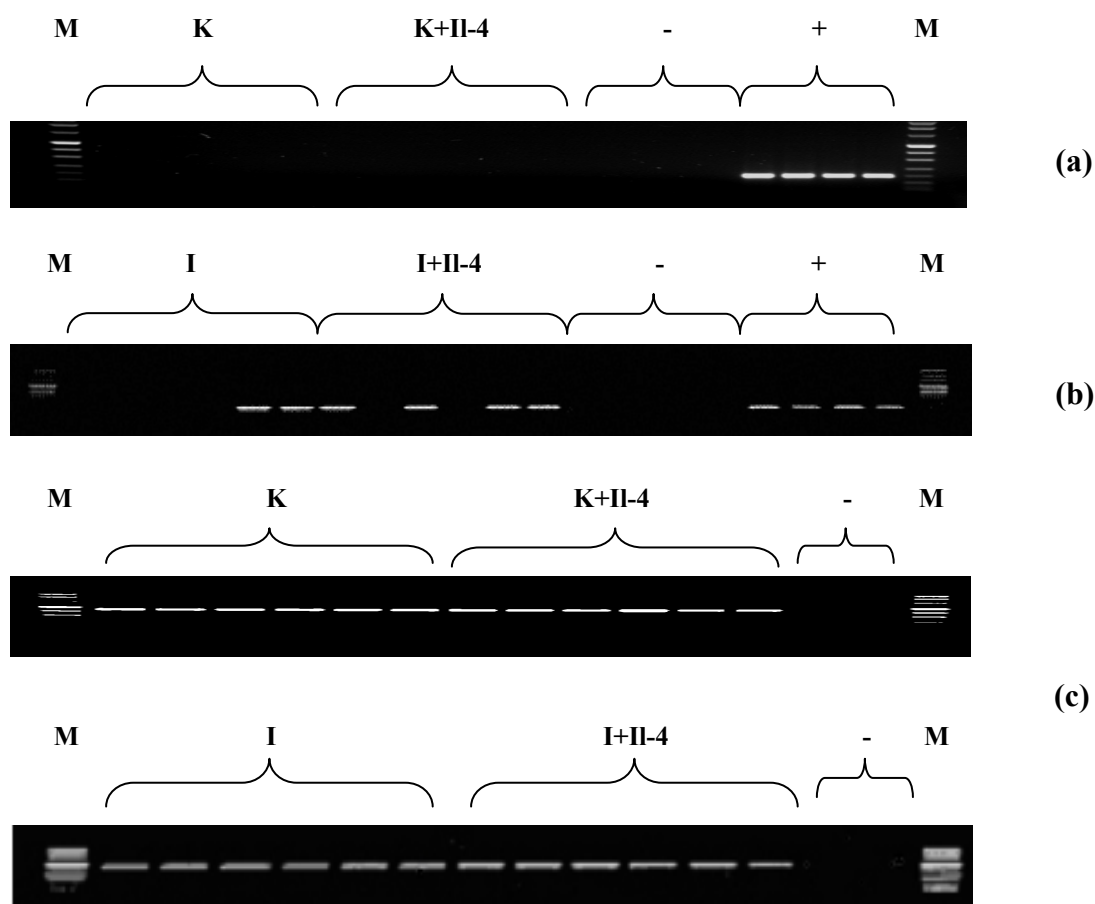 M K K+Il-4 - + M
(a)
M I I+Il-4 - + M
(b)
M K K+Il-4 - M
(c)
M I I+Il-4 - M